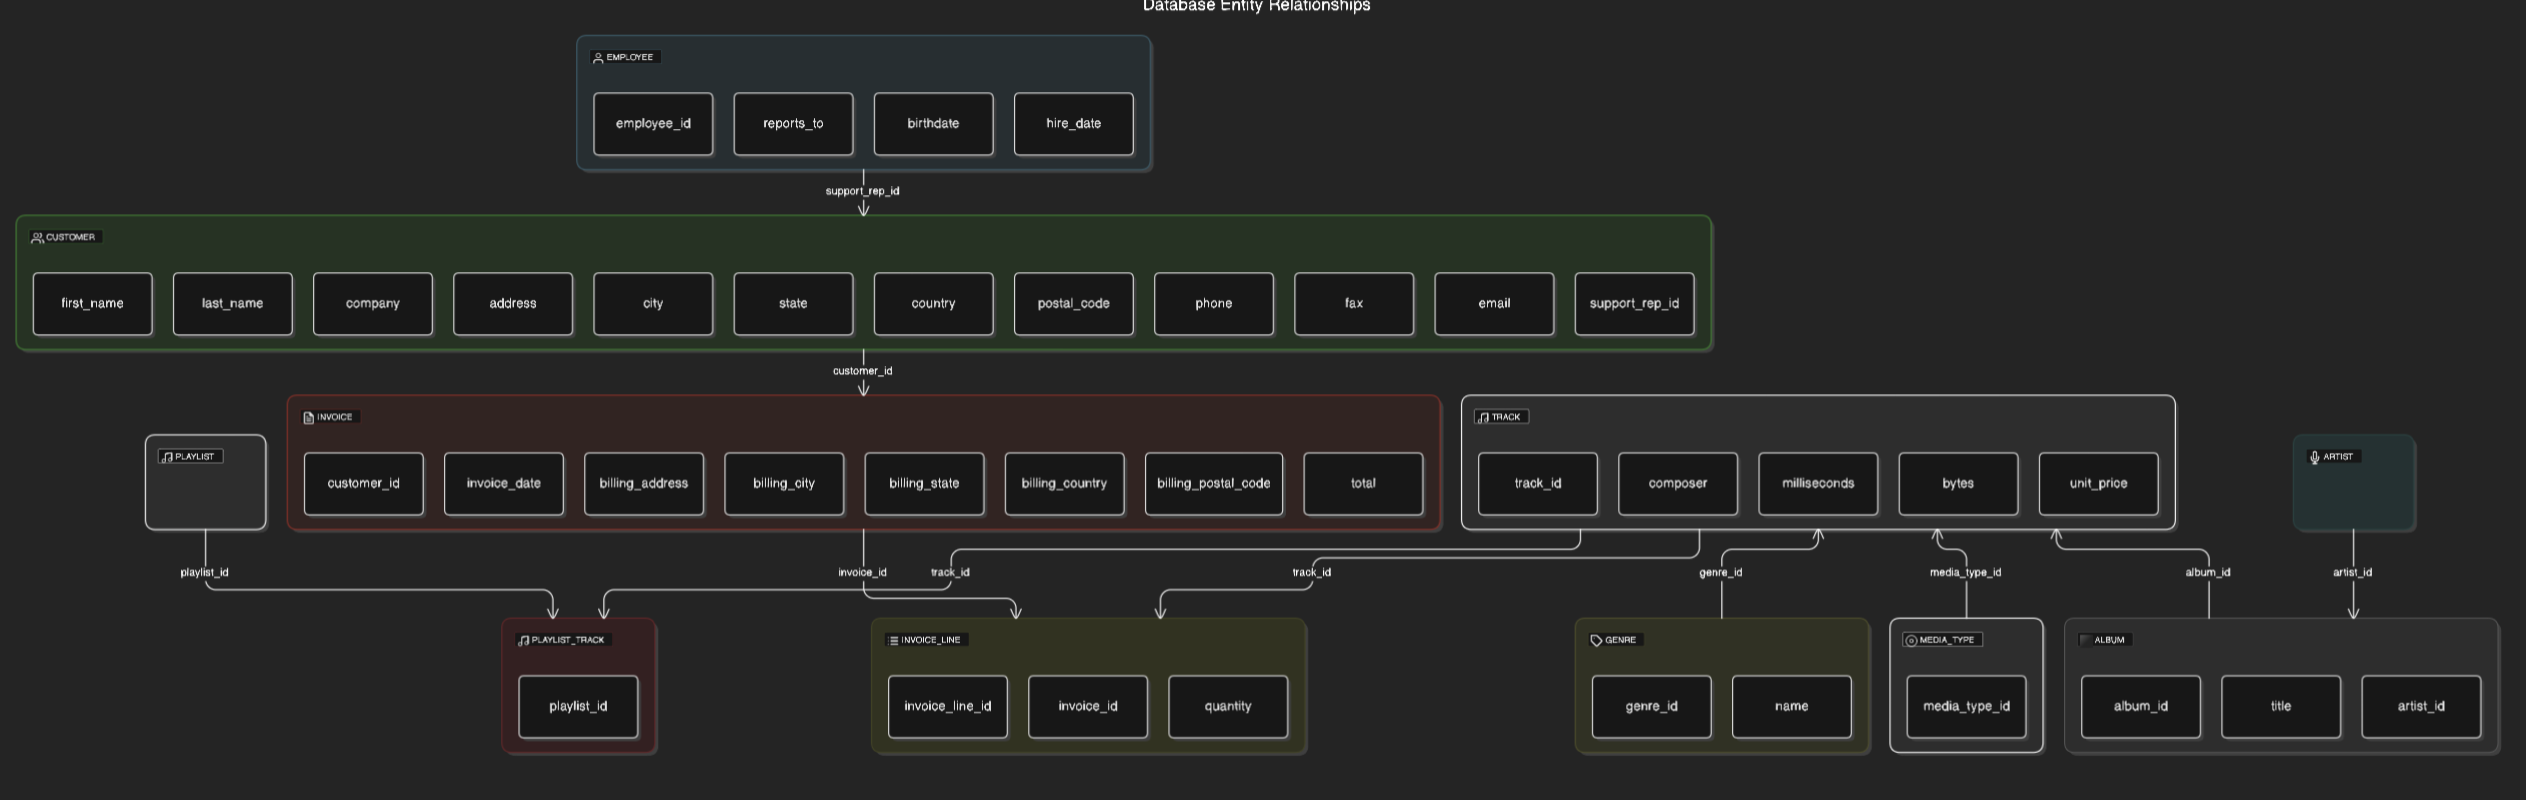 Database Entity Relationships
EMPLOYEE
employee_id
reports_to
birthdate
hire_date
support_rep_id
CUSTOMER
first_name
last_name
company
address
city
state
country
postal_code
phone
fax
email
support_rep_id
customer_id
INVOICE
customer_id
invoice_date
billing_address
billing_city
billing_state
billing_country
billing_postal_code
total
TRACK
track_id
composer
milliseconds
bytes
unit_price
PLAYLIST
ARTIST
playlist_id
invoice_id
track_id
track_id
genre_id
media_type_id
album_id
artist_id
PLAYLIST_TRACK
playlist_id
INVOICE_LINE
invoice_line_id
invoice_id
quantity
GENRE
genre_id
name
MEDIA_TYPE
media_type_id
ALBUM
album_id
title
artist_id